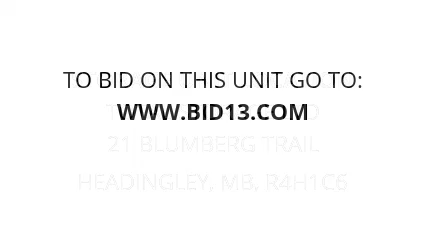 TO BID ON THIS UNIT GO TO:
WWW.BID13.COM
21 BLUMBERG TRAIL
HEADINGLEY, MB, R4H1C6